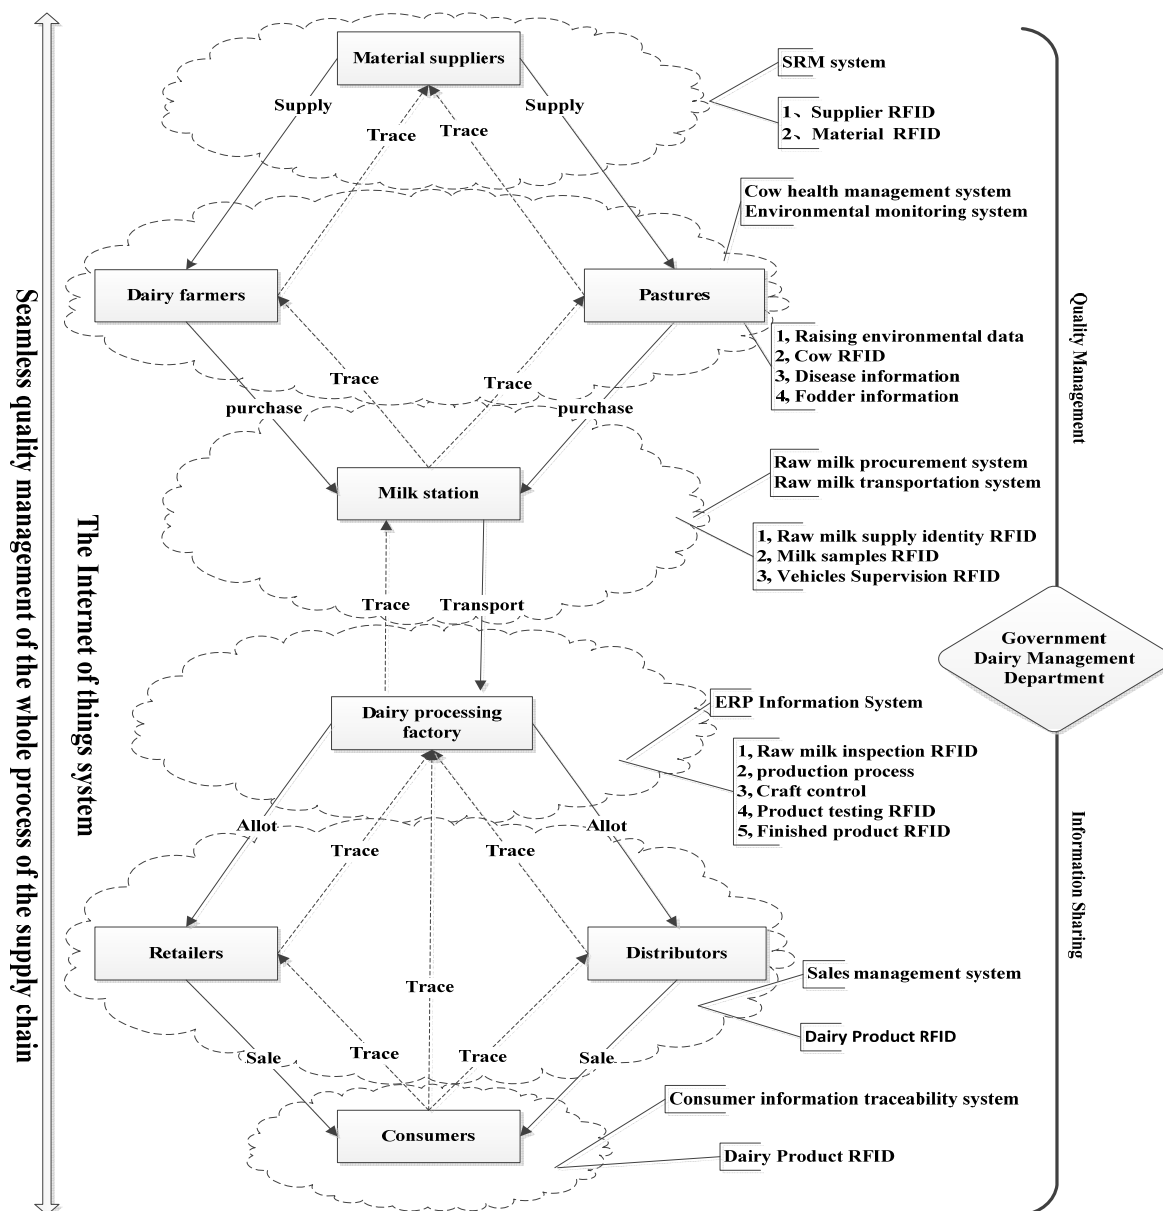 Material suppliers
SRM system
Supply
Supply
1、Supplier RFID
2、Material RFID
Trace
Trace
Cow health management system
Environmental monitoring system
Dairy farmers
Pastures
1, Raising environmental data
2, Cow RFID
3, Disease information
4, Fodder information
Trace
Trace
purchase
purchase
Raw milk procurement system
Raw milk transportation system
Milk station
1, Raw milk supply identity RFID
2, Milk samples RFID
3, Vehicles Supervision RFID
Trace
Transport
Government
Dairy Management
Department
ERP Information System
Dairy processing
factory
1, Raw milk inspection RFID
2, production process
3, Craft control
4, Product testing RFID
5, Finished product RFID
Allot
Allot
Trace
Trace
Retailers
Distributors
Sales management system
Trace
Dairy Product RFID
Sale
Trace
Trace
Sale
Consumer information traceability system
Consumers
Dairy Product RFID
Seamless quality management of the whole process of the supply chain
The Internet of things system
Quality Management
Information Sharing